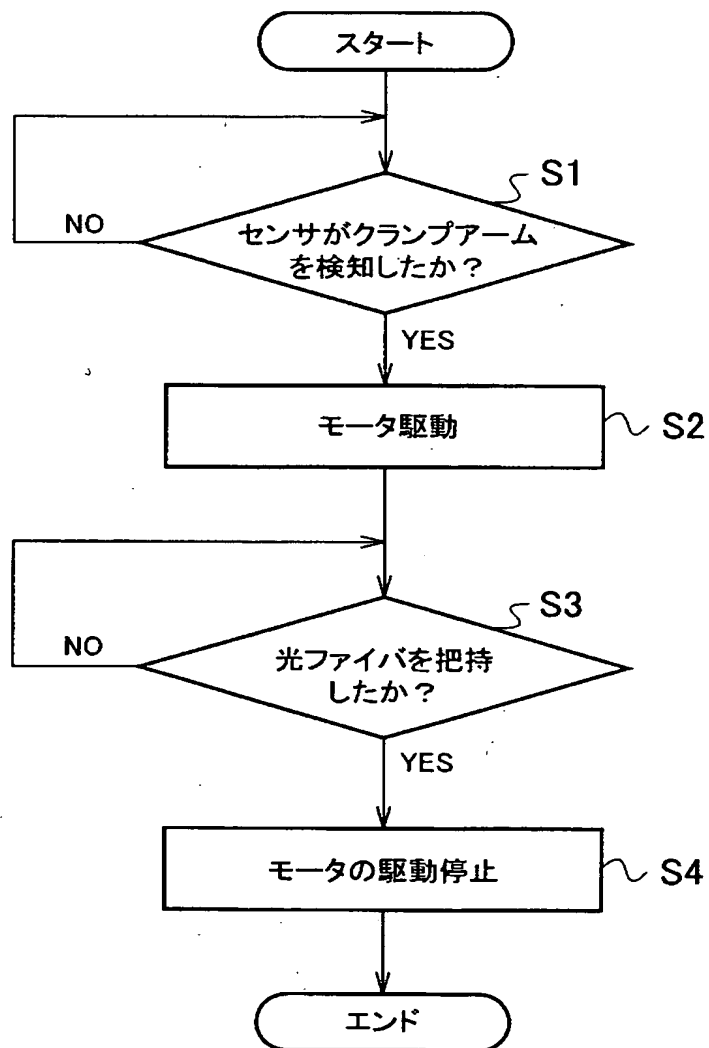 スタート
S1
NO
センサがクランプアーム
を検知したか?
YES
モータ駆動
S2
S3
NO
光ファイバを把持
したか?
YES
モータの駆動停止
S4
エンド